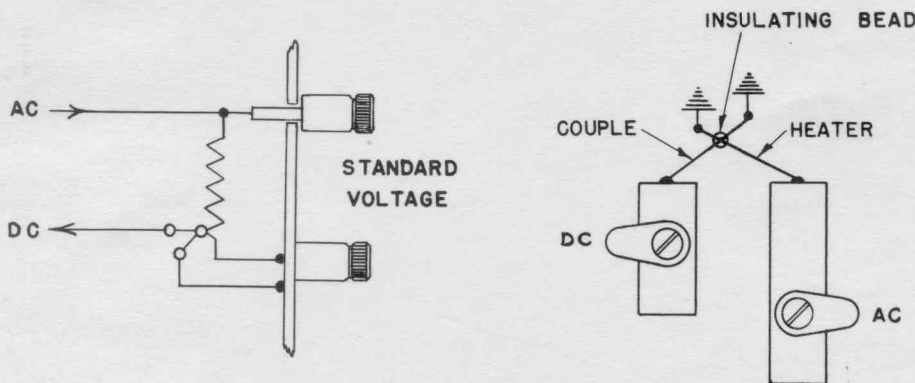 AC
DC
STANDARD
VOLTAGE
INSULATING BEAD
COUPLE
HEATER
DC
AC